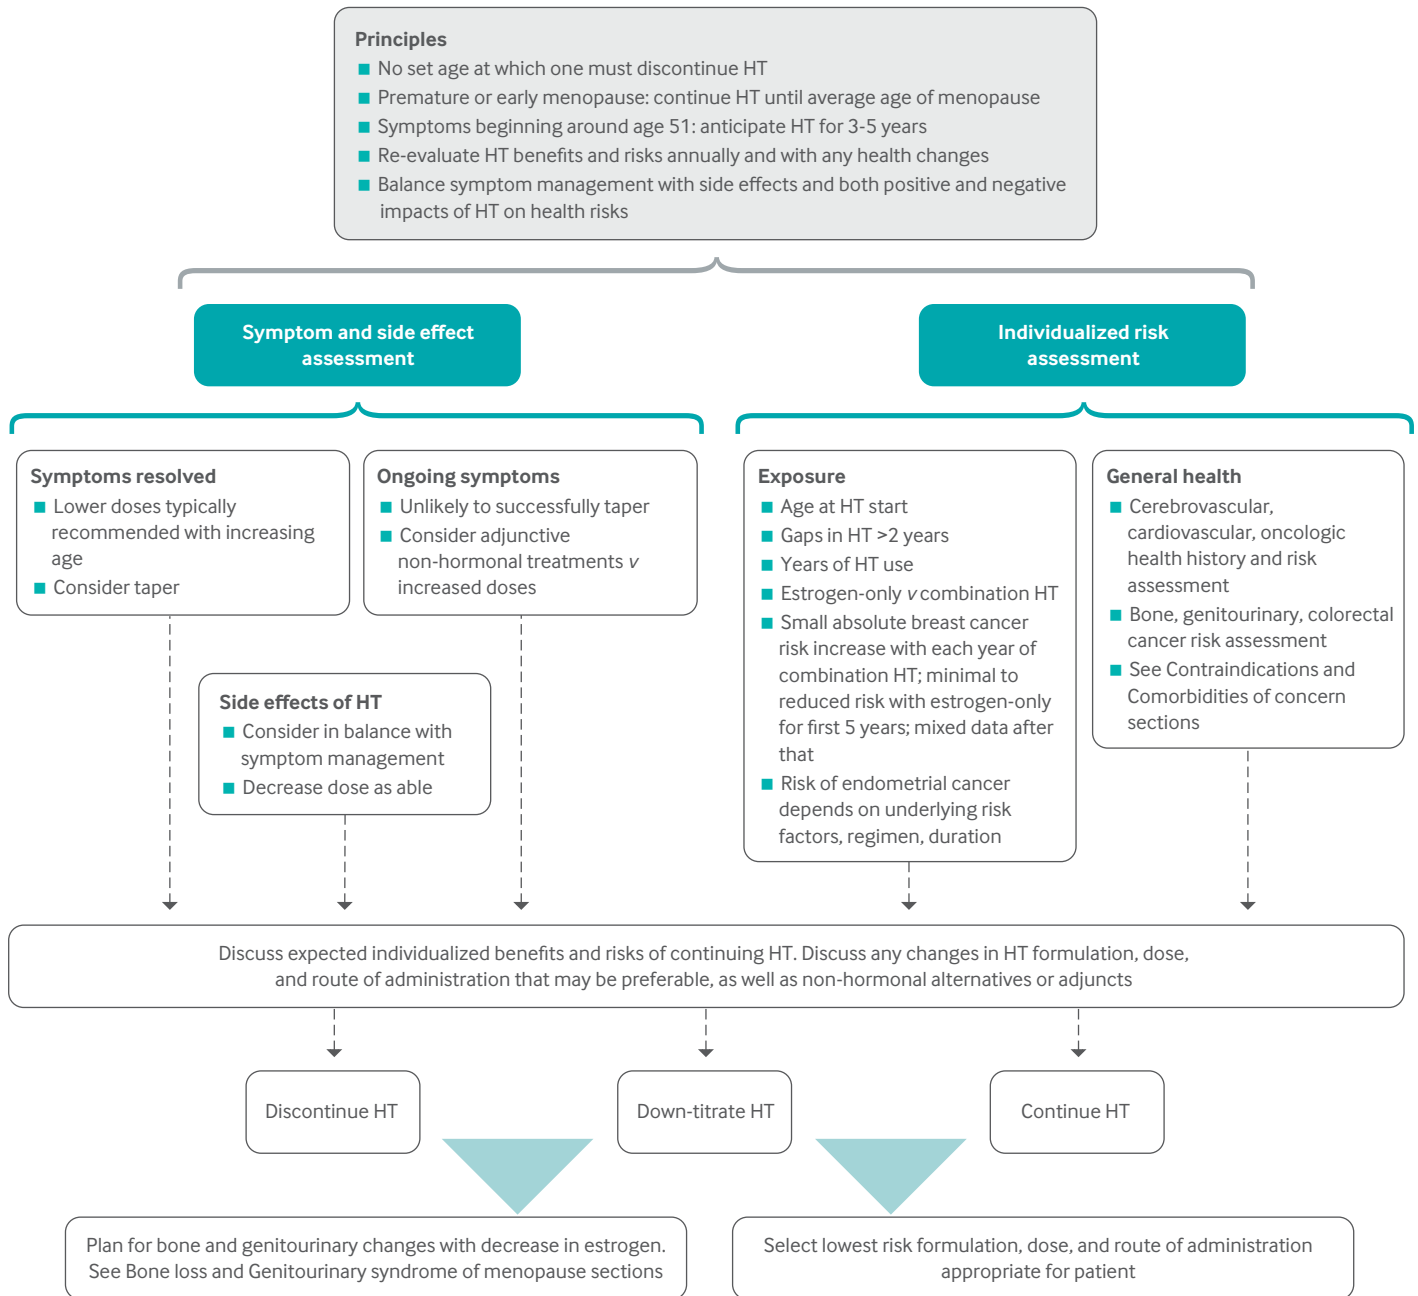 Principles
No set age at which one must discontinue HT
Premature or early menopause: continue HT until average age of menopause
Symptoms beginning around age 51: anticipate HT for 3-5 years
Re-evaluate HT benefits and risks annually and with any health changes
Balance symptom management with side effects and both positive and negative
impacts of HT on health risks
Symptom and side effect
assessment
Individualized risk
assessment
Symptoms resolved
Lower doses typically
recommended with increasing
age
Consider taper
Ongoing symptoms
Unlikely to successfully taper
Consider adjunctive
non-hormonal treatments v
increased doses
Side effects of HT
Consider in balance with
symptom management
Decrease dose as able
Exposure
Age at HT start
Gaps in HT >2 years
Years of HT use
Estrogen-only v combination HT
Small absolute breast cancer
risk increase with each year of
combination HT; minimal to
reduced risk with estrogen-only
for first 5 years; mixed data after
that
Risk of endometrial cancer
depends on underlying risk
factors, regimen, duration
General health
Cerebrovascular,
cardiovascular, oncologic
health history and risk
assessment
Bone, genitourinary, colorectal
cancer risk assessment
See Contraindications and
Comorbidities of concern
sections
Discuss expected individualized benefits and risks of continuing HT. Discuss any changes in HT formulation, dose,
and route of administration that may be preferable, as well as non-hormonal alternatives or adjuncts
Discontinue HT
Down-titrate HT
Continue HT
Plan for bone and genitourinary changes with decrease in estrogen.
See Bone loss and Genitourinary syndrome of menopause sections
Select lowest risk formulation, dose, and route of administration
appropriate for patient